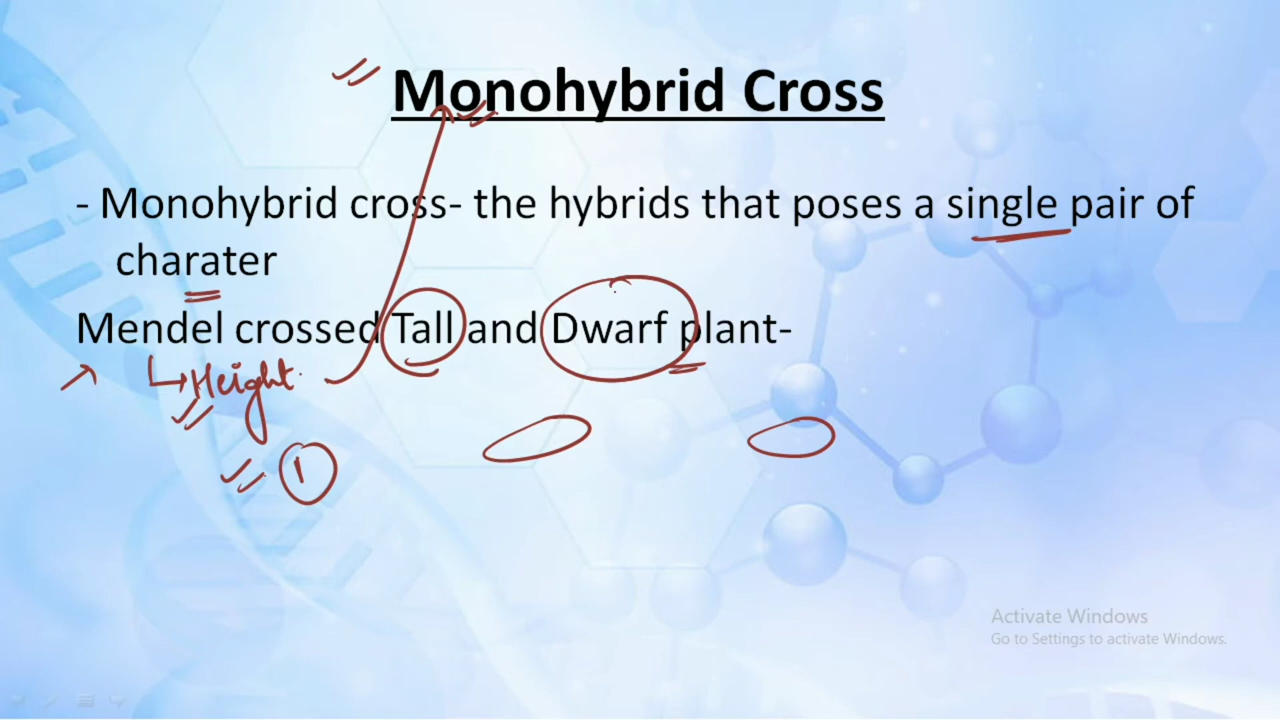 Monohybrid Cross
- Monohybrid cross- the hybrids that poses a single pair of
charater
Mendel crossed Tall and Dwarf plant-
Height
1
Activate Windows
Go to Settings to activate Windows.